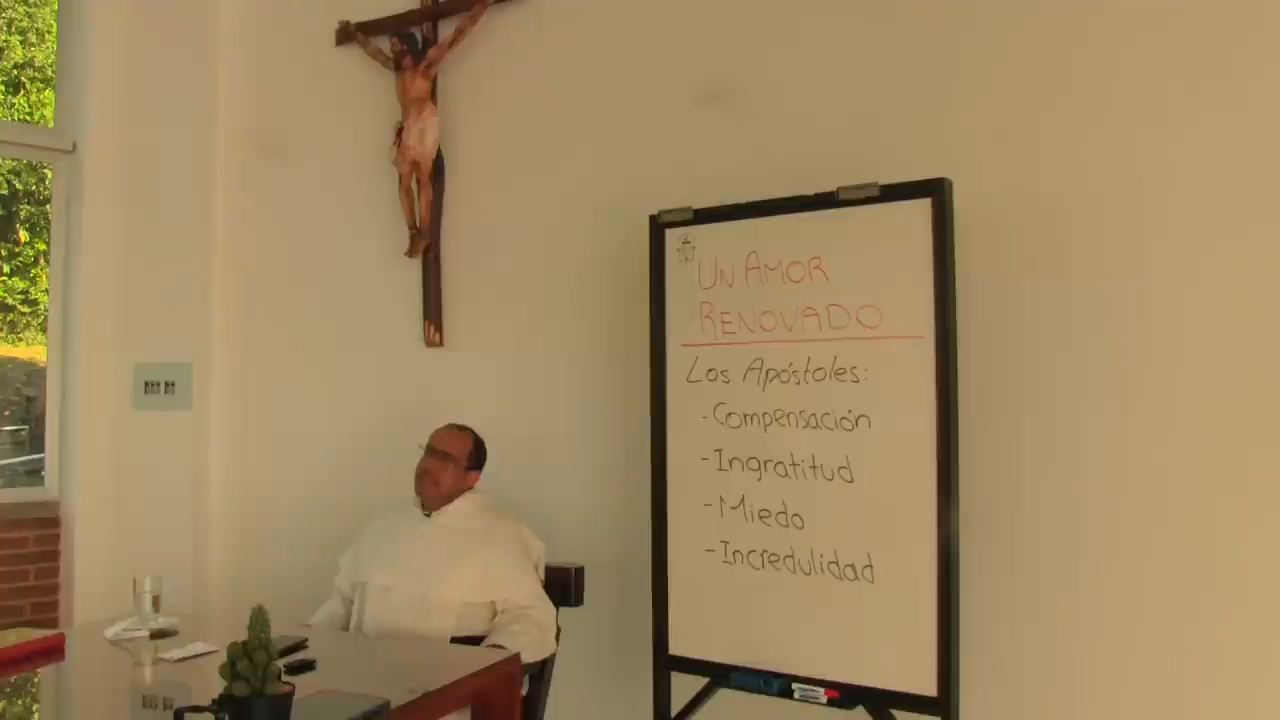 UN AMOR
RENOVADO
Los Apóstoles:
-Compensación
-Ingratitud
-Miedo
-Incredulidad